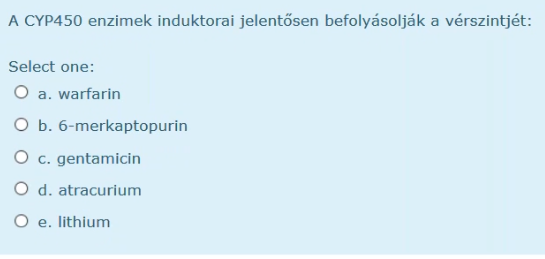 A CYP450 enzimek induktorai jelentősen befolyásolják a vérszintjét:
Select one:
a. warfarin
b. 6-merkaptopurin
c. gentamicin
d. atracurium
e. lithium